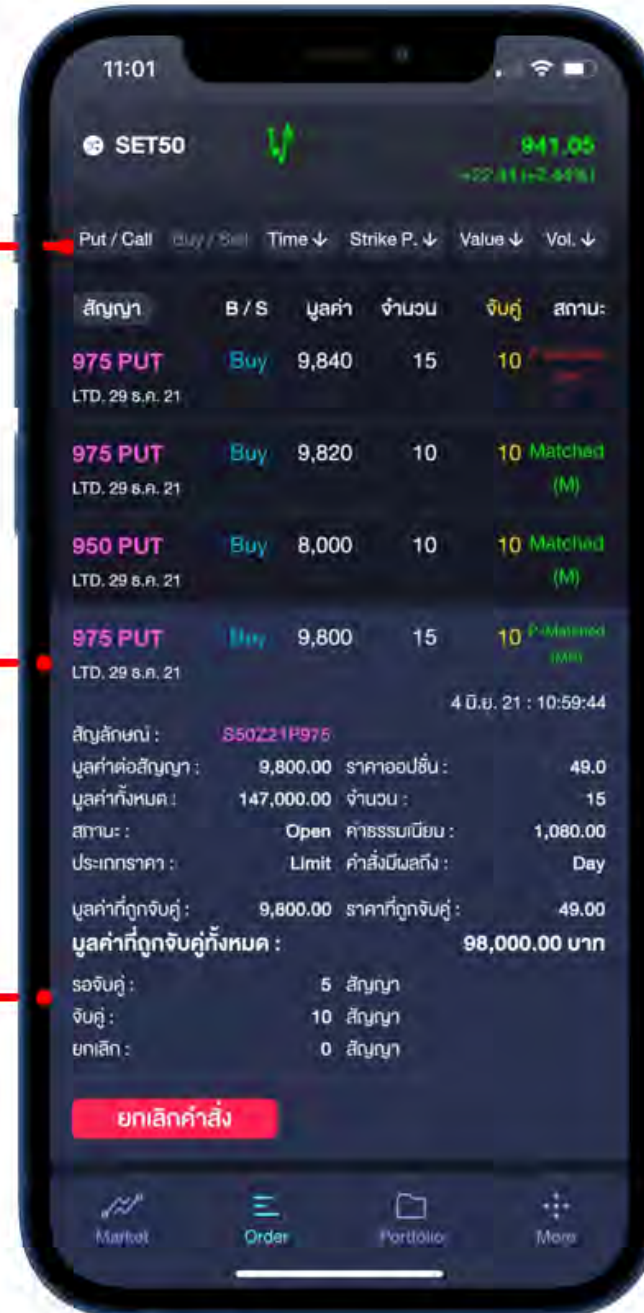 11:01
SET50 941.05
Put / Call Buy / Sell Time ↓ Strike P. ↓ Value ↓ Vol. ↓
สัญญา B / S มูลค่า จำนวน จับคู่ สถานะ
975 PUT Buy 9,840 15 10
LTD. 29 ธ.ค. 21
975 PUT Buy 9,820 10 10 Matched
LTD. 29 ธ.ค. 21 (M)
950 PUT Buy 8,000 10 10 Matched
LTD. 29 ธ.ค. 21 (M)
975 PUT Buy 9,800 15 10 P-Matched
LTD. 29 ธ.ค. 21
4 มิ.ย. 21 : 10:59:44
สัญลักษณ์ : S50Z21P975
มูลค่าต่อสัญญา : 9,800.00 ราคาออปชั่น : 49.0
มูลค่าทั้งหมด : 147,000.00 จำนวน : 15
สถานะ : Open ค่าธรรมเนียม : 1,080.00
ประเภทราคา : Limit คำสั่งมีผลถึง : Day
มูลค่าที่ถูกจับคู่ : 9,800.00 ราคาที่ถูกจับคู่ : 49.00
มูลค่าที่ถูกจับคู่ทั้งหมด : 98,000.00 บาท
รอจับคู่ : 5 สัญญา
จับคู่ : 10 สัญญา
ยกเลิก : 0 สัญญา
ยกเลิกคำสั่ง
Market Order Portfolio More